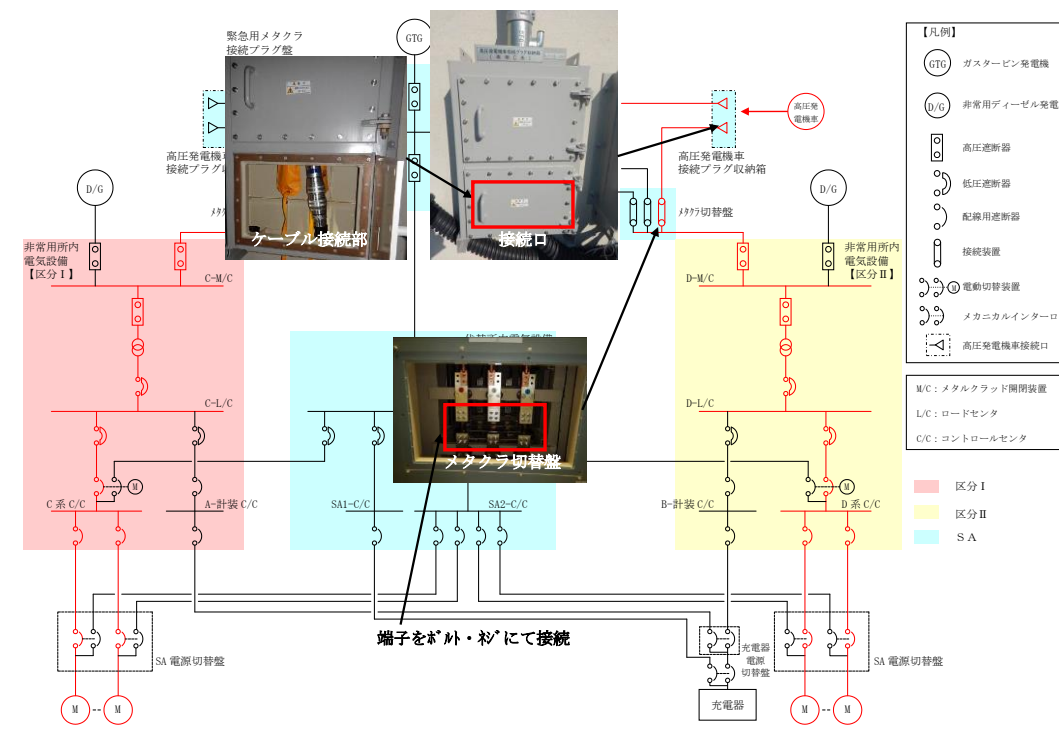 緊急用メタクラ
接続プラグ盤
GTG
高圧発電機車
接続プラグ収納箱
高圧発
電機車
高圧発電機車
接続プラグ
D/G
D/G
メタクラ切替盤
ケーブル接続部
接続口
非常用所内
電気設備
【区分Ⅰ】
非常用所内
電気設備
【区分Ⅱ】
C-M/C
D-M/C
C-L/C
D-L/C
メタクラ切替盤
M
M
C系 C/C
A-計装 C/C
SA1-C/C
SA2-C/C
B-計装 C/C
D系 C/C
端子をボルト・ネジにて接続
SA電源切替盤
充電器
電源
切替盤
SA電源切替盤
M
M
充電器
M
M
【凡例】
GTG ガスタービン発電機
D/G 非常用ディーゼル発電
高圧遮断器
低圧遮断器
配線用遮断器
接続装置
M 電動切替装置
メカニカルインターロ
高圧発電機車接続口
M/C：メタルクラッド開閉装置
L/C：ロードセンタ
C/C：コントロールセンタ
区分Ⅰ
区分Ⅱ
ＳＡ